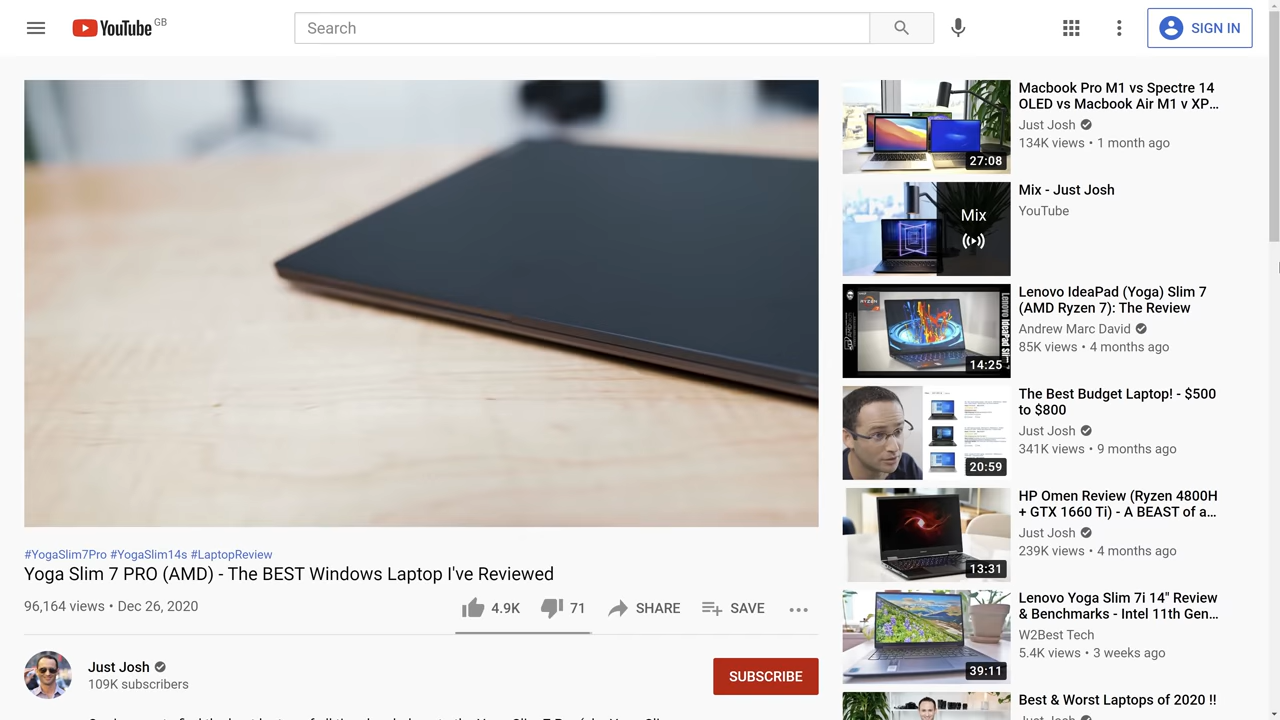 YouTube GB
Search
SIGN IN
#YogaSlim7Pro #YogaSlim14s #LaptopReview
Yoga Slim 7 PRO (AMD) - The BEST Windows Laptop I've Reviewed
96,164 views • Dec 26, 2020
4.9K
71
SHARE
SAVE
Just Josh
109K subscribers
SUBSCRIBE
27:08
Macbook Pro M1 vs Spectre 14
OLED vs Macbook Air M1 v XP...
Just Josh
134K views • 1 month ago
Mix
Mix - Just Josh
YouTube
RYZEN
Lenovo IdeaPad
14:25
Lenovo IdeaPad (Yoga) Slim 7
(AMD Ryzen 7): The Review
Andrew Marc David
85K views • 4 months ago
20:59
The Best Budget Laptop! - $500
to $800
Just Josh
341K views • 9 months ago
13:31
HP Omen Review (Ryzen 4800H
+ GTX 1660 Ti) - A BEAST of a...
Just Josh
239K views • 4 months ago
39:11
Lenovo Yoga Slim 7i 14" Review
& Benchmarks - Intel 11th Gen...
W2Best Tech
5.4K views • 3 weeks ago
Best & Worst Laptops of 2020 !!
Just Josh